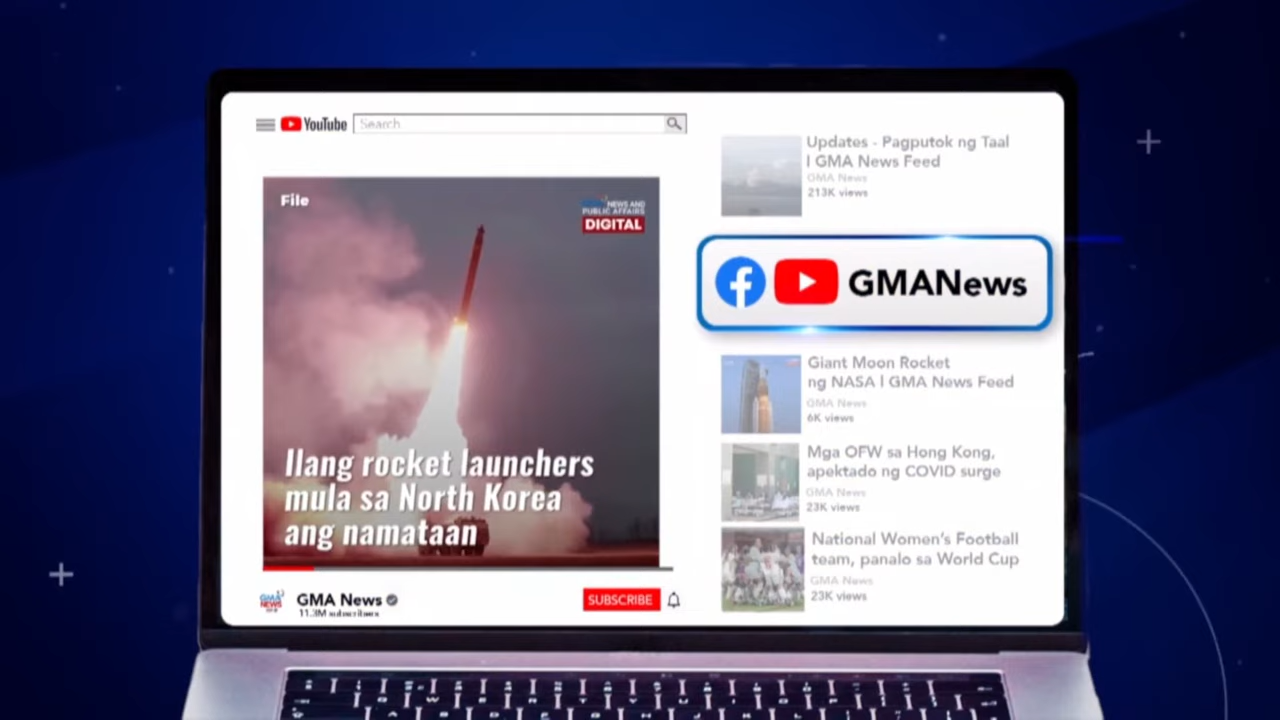 YouTube
Search
File
NEWS AND
PUBLIC AFFAIRS
DIGITAL
Ilang rocket launchers
mula sa North Korea
ang namataan
GMA News
11.3M subscribers
SUBSCRIBE
Updates - Pagputok ng Taal
| GMA News Feed
GMA News
213K views
GMANews
Giant Moon Rocket
ng NASA | GMA News Feed
GMA News
6K views
Mga OFW sa Hong Kong,
apektado ng COVID surge
GMA News
23K views
National Women's Football
team, panalo sa World Cup
GMA News
23K views